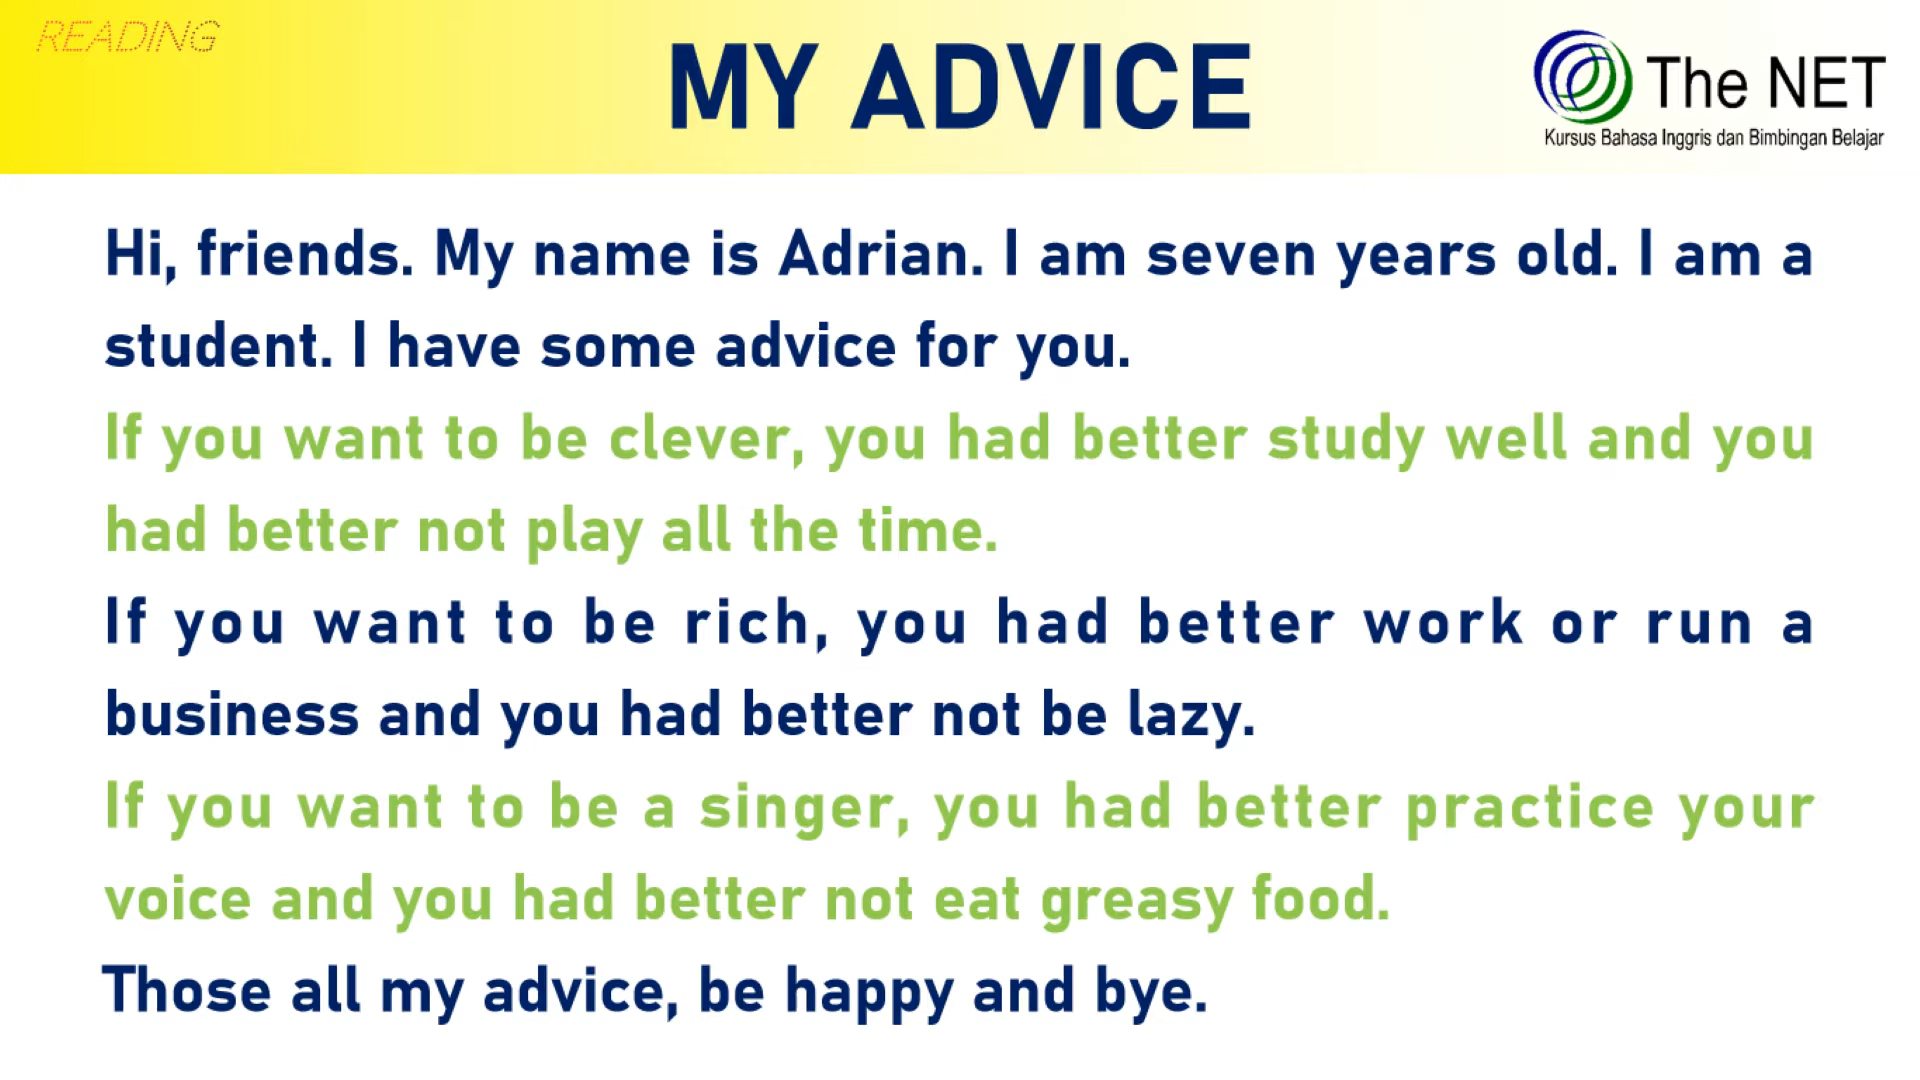 READING
MY ADVICE
The NET
Kursus Bahasa Inggris dan Bimbingan Belajar
Hi, friends. My name is Adrian. I am seven years old. I am a
student. I have some advice for you.
If you want to be clever, you had better study well and you
had better not play all the time.
If you want to be rich, you had better work or run a
business and you had better not be lazy.
If you want to be a singer, you had better practice your
voice and you had better not eat greasy food.
Those all my advice, be happy and bye.